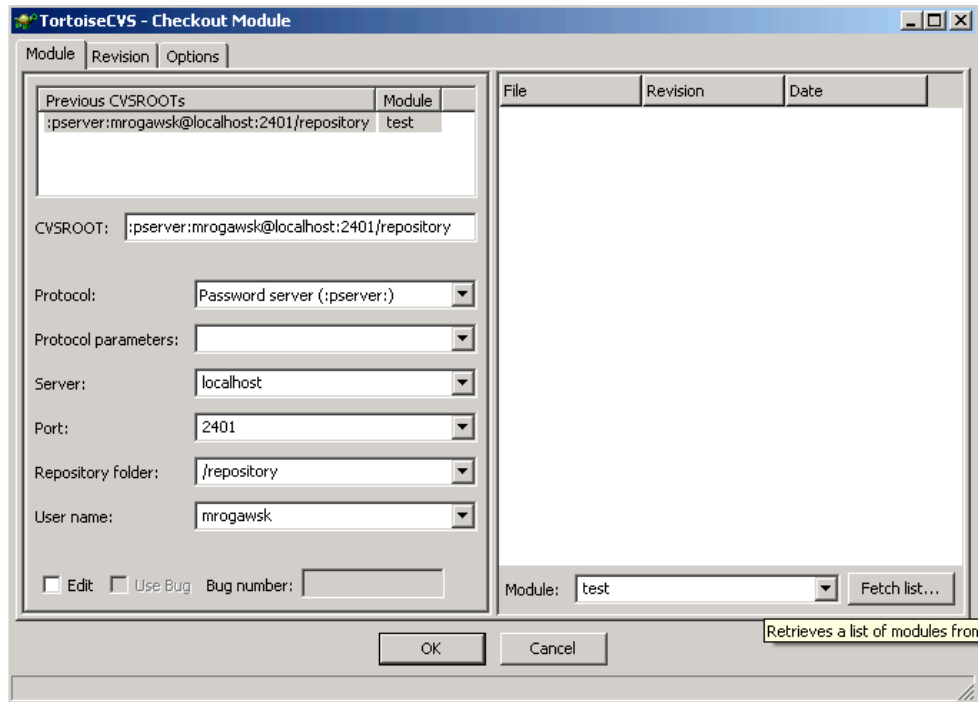 TortoiseCVS - Checkout Module
Module Revision Options
Previous CVSROOTs Module
:pserver:mrogawsk@localhost:2401/repository test
CVSROOT: :pserver:mrogawsk@localhost:2401/repository
Protocol: Password server (:pserver:)
Protocol parameters:
Server: localhost
Port: 2401
Repository folder: /repository
User name: mrogawsk
Edit Use Bug Bug number:
File Revision Date
Module: test Fetch list...
Retrieves a list of modules from
OK Cancel